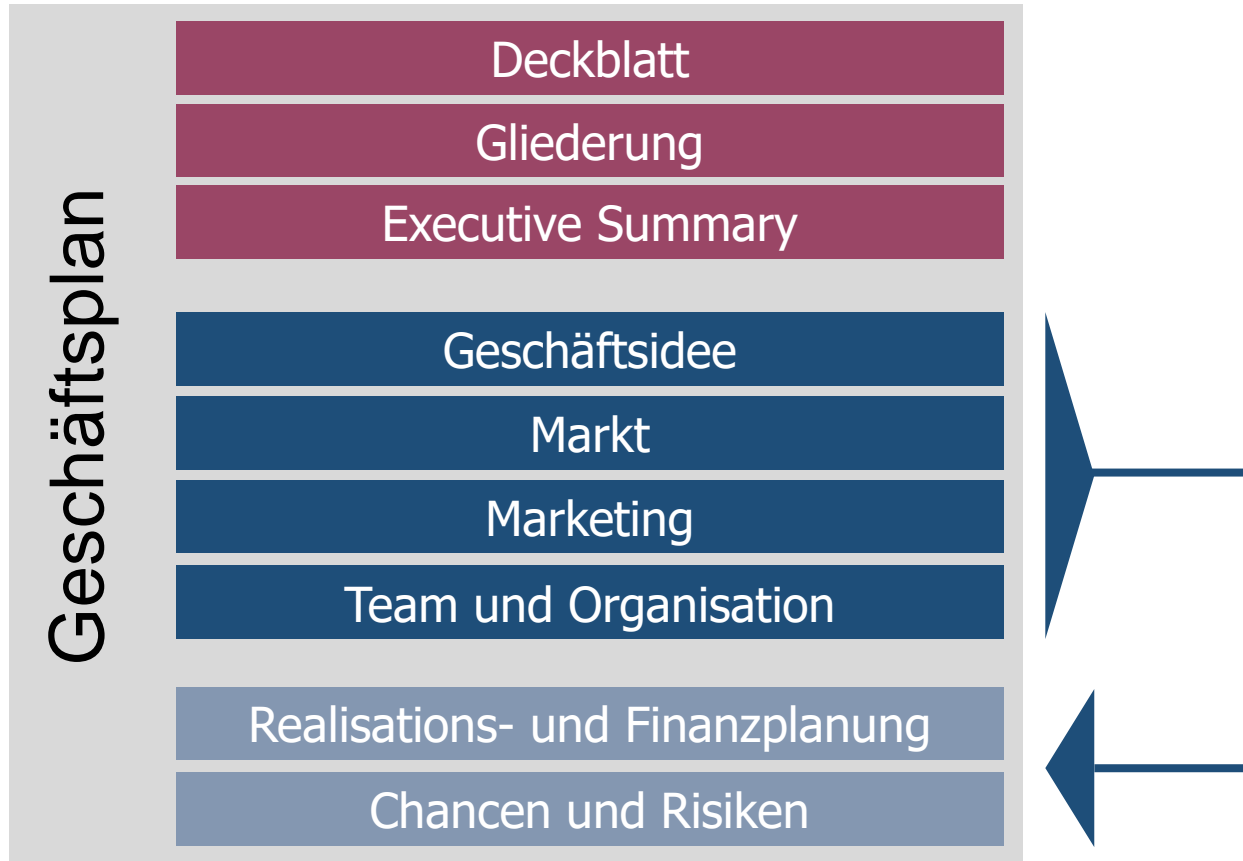 Geschäftsplan
Deckblatt
Gliederung
Executive Summary
Geschäftsidee
Markt
Marketing
Team und Organisation
Realisations- und Finanzplanung
Chancen und Risiken